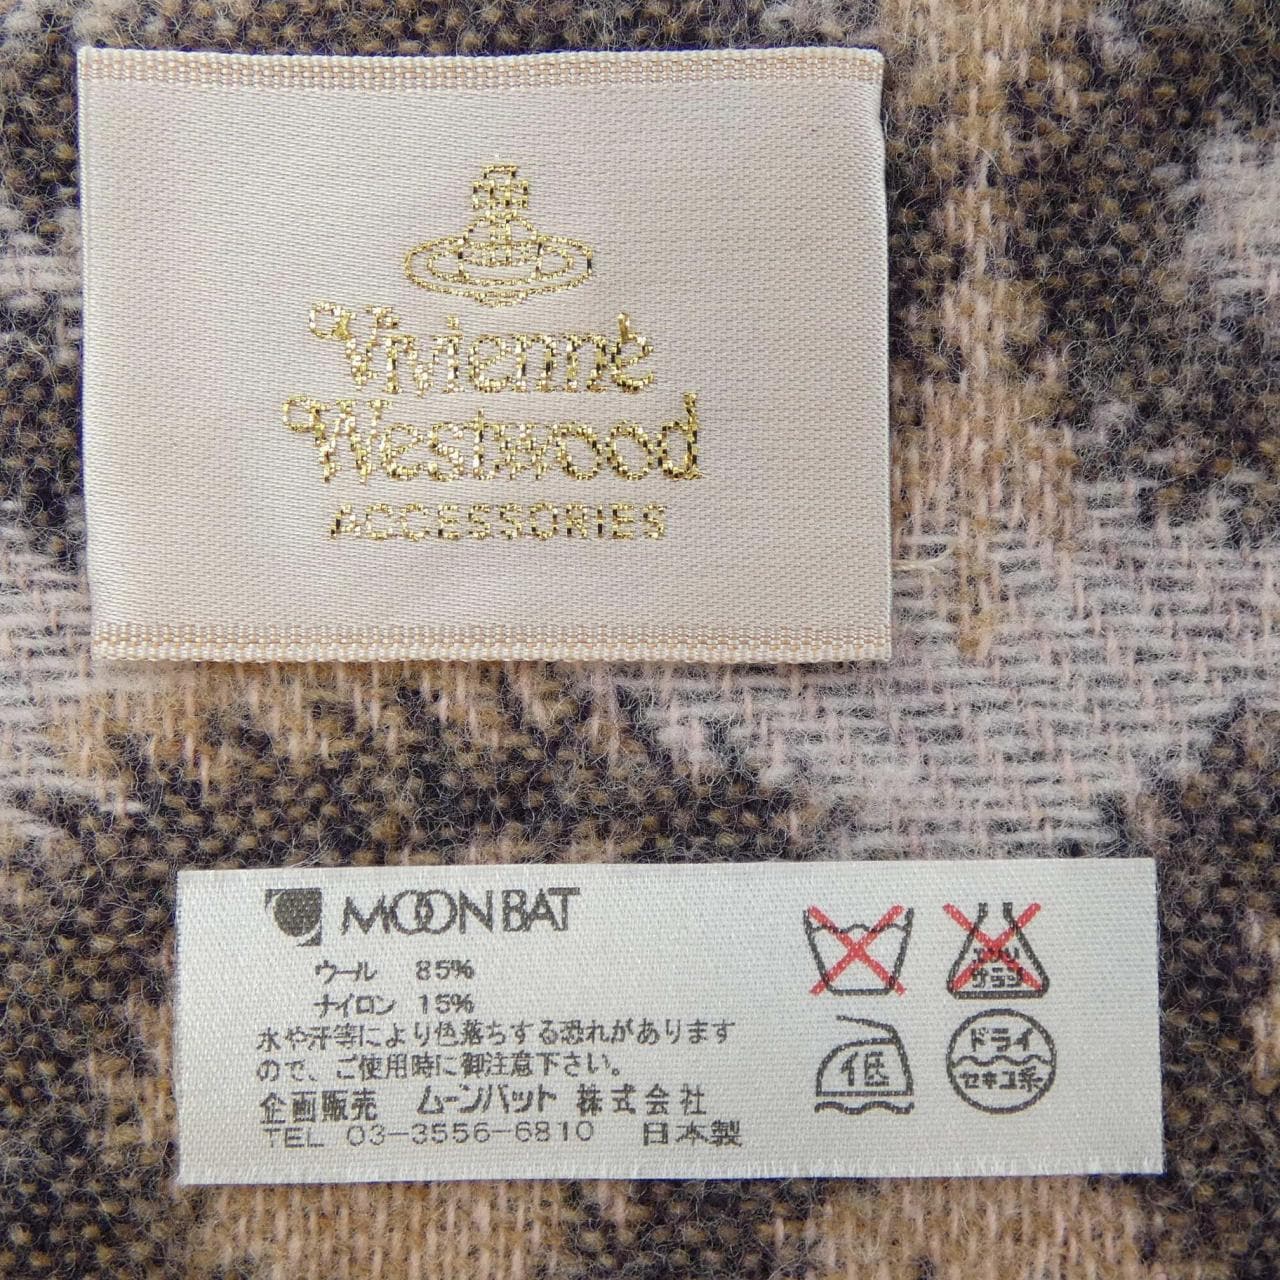 Vivienne
Westwood
ACCESSORIES
MOONBAT
ウール 85%
ナイロン 15%
水や汗等により色落ちする恐れがあります
ので、ご使用時に御注意下さい。
企画販売 ムーンバット 株式会社
TEL 03-3556-6810 日本製
エンソ
サラシ
低
ドライ
セキユ系